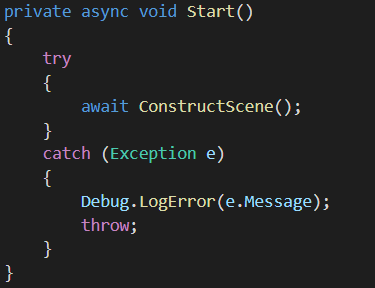 private async void Start()
{
    try
    {
        await ConstructScene();
    }
    catch (Exception e)
    {
        Debug.LogError(e.Message);
        throw;
    }
}